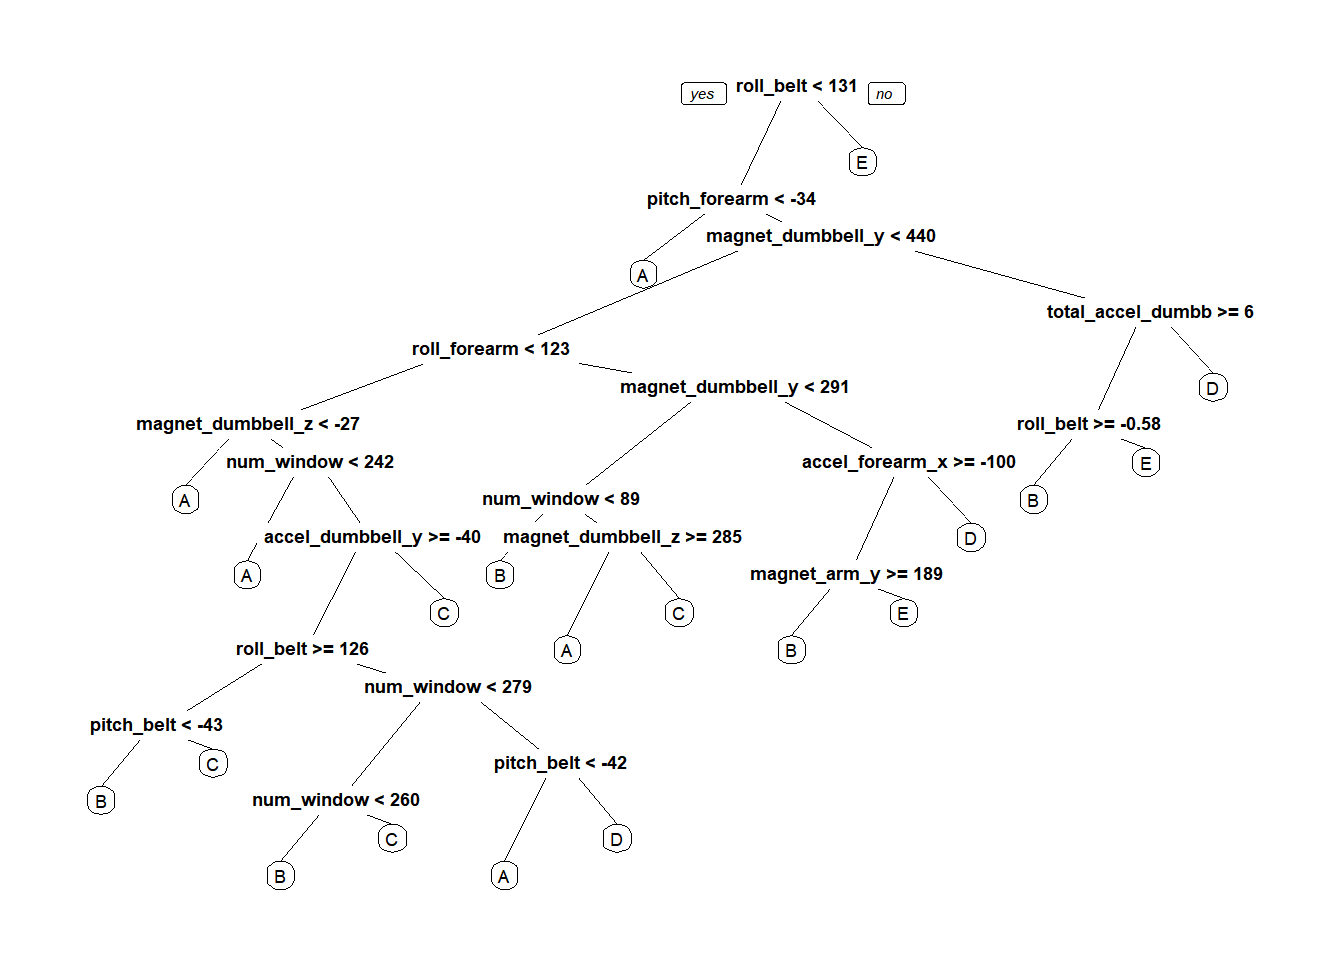 yes
roll_belt < 131
no
E
pitch_forearm < -34
magnet_dumbbell_y < 440
A
total_accel_dumbb >= 6
roll_forearm < 123
magnet_dumbbell_y < 291
D
magnet_dumbbell_z < -27
roll_belt >= -0.58
num_window < 242
accel_forearm_x >= -100
E
A
num_window < 89
B
accel_dumbbell_y >= -40
magnet_dumbbell_z >= 285
D
A
B
magnet_arm_y >= 189
C
C
E
roll_belt >= 126
A
B
num_window < 279
pitch_belt < -43
C
pitch_belt < -42
B
num_window < 260
C
D
B
A